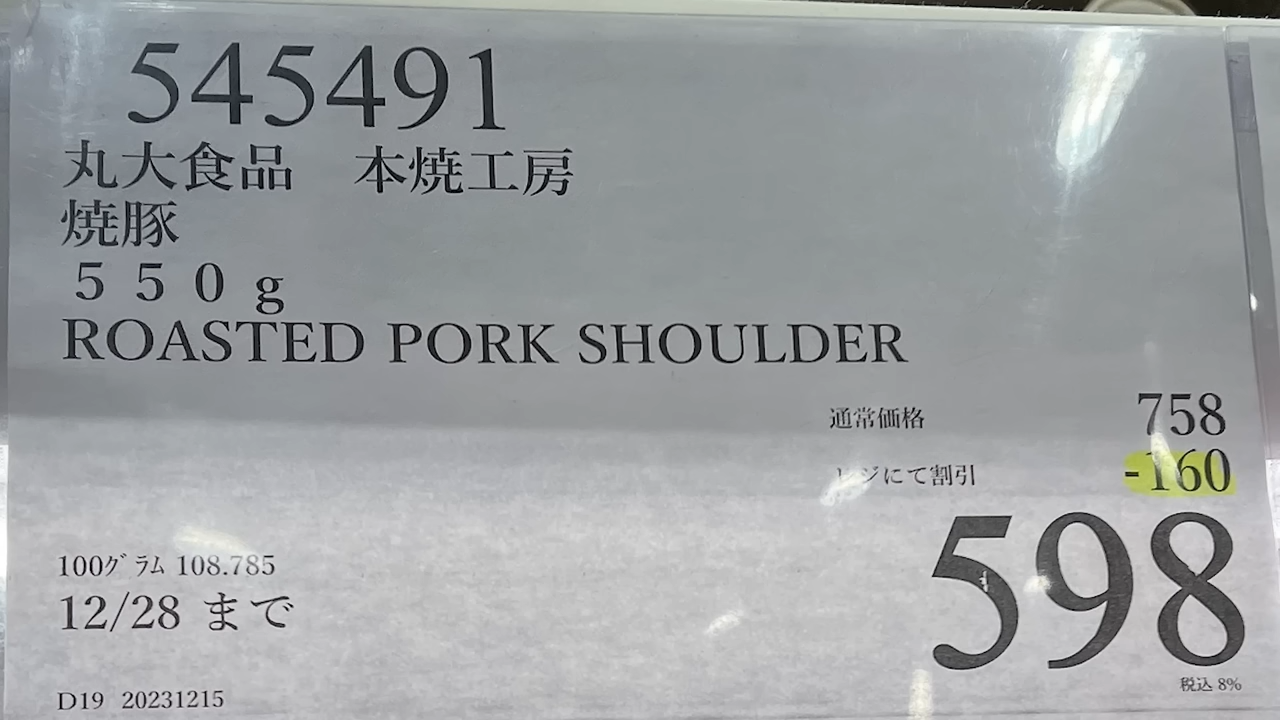 545491
丸大食品　本焼工房
焼豚
５５０ｇ
ROASTED PORK SHOULDER
通常価格 758
レジにて割引 -160
598
100ｸﾞﾗﾑ 108.785
12/28 まで
税込 8%
D19 20231215